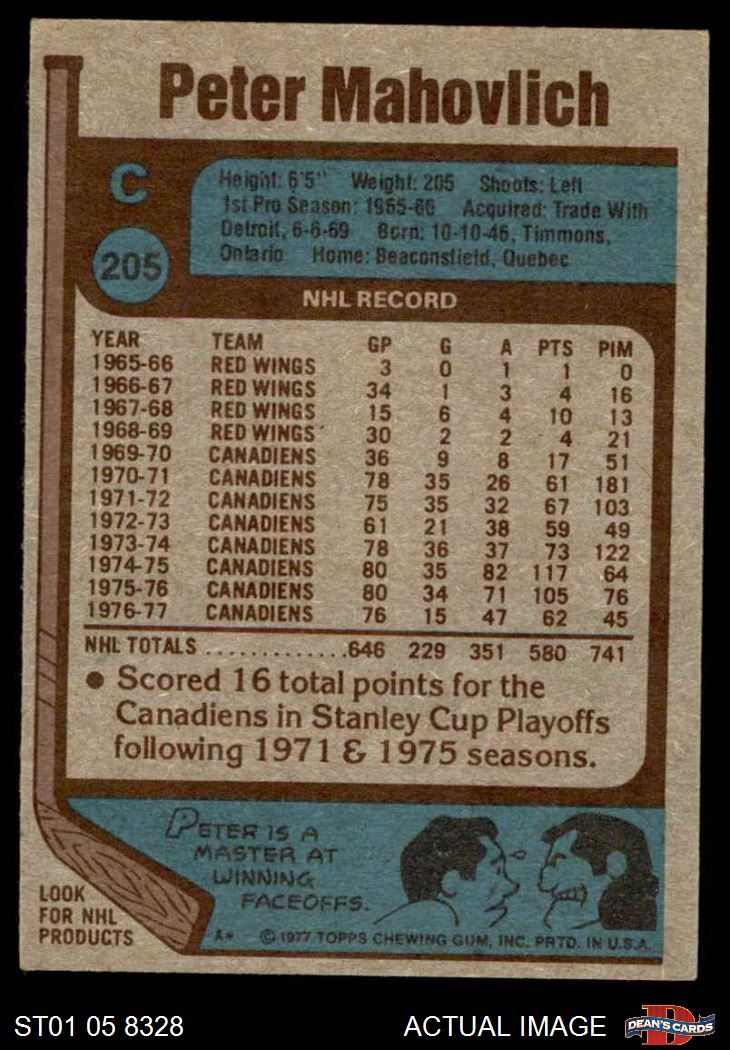 Peter Mahovlich
C
205
Height: 6'5" Weight: 205 Shoots: Left
1st Pro Season: 1965-66 Acquired: Trade With
Detroit, 6-6-69 Born: 10-10-46, Timmons,
Ontario Home: Beaconsfield, Quebec
NHL RECORD
YEAR TEAM GP G A PTS PIM
1965-66 RED WINGS 3 0 1 1 0
1966-67 RED WINGS 34 1 3 4 16
1967-68 RED WINGS 15 6 4 10 13
1968-69 RED WINGS 30 2 2 4 21
1969-70 CANADIENS 36 9 8 17 51
1970-71 CANADIENS 78 35 26 61 181
1971-72 CANADIENS 75 35 32 67 103
1972-73 CANADIENS 61 21 38 59 49
1973-74 CANADIENS 78 36 37 73 122
1974-75 CANADIENS 80 35 82 117 64
1975-76 CANADIENS 80 34 71 105 76
1976-77 CANADIENS 76 15 47 62 45
NHL TOTALS .............646 229 351 580 741
● Scored 16 total points for the
Canadiens in Stanley Cup Playoffs
following 1971 & 1975 seasons.
PETER IS A
MASTER AT
WINNING
FACEOFFS.
LOOK
FOR NHL
PRODUCTS
A* © 1977 TOPPS CHEWING GUM, INC. PRTD. IN U.S.A.
ST01 05 8328 ACTUAL IMAGE DEAN'S CARDS